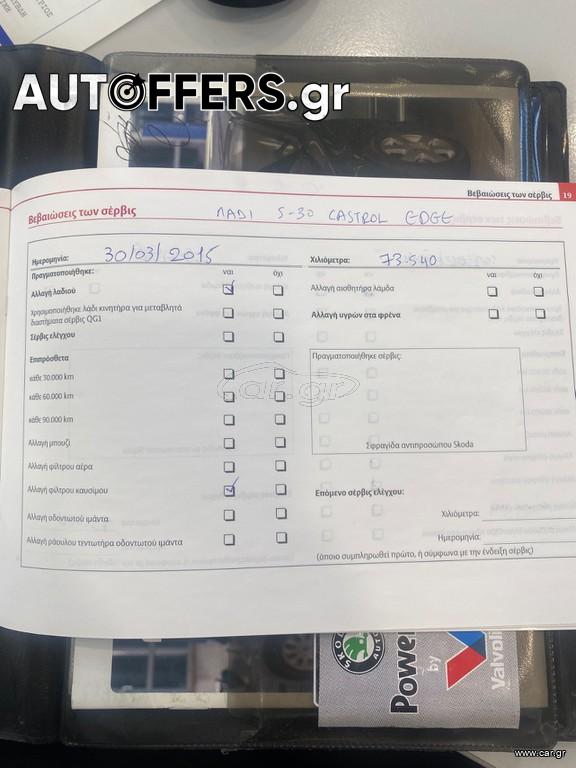 AUTOFFERS.gr
Βεβαιώσεις των σέρβις 19
Βεβαιώσεις των σέρβις
ΛΑΔΙ 5-30 CASTROL EDGE
Ημερομηνία: 30/03/2015
Χιλιόμετρα: 73.540
Πραγματοποιήθηκε: ναι όχι
ναι όχι
Αλλαγή λαδιού
Αλλαγή αισθητήρα λάμδα
Χρησιμοποιήθηκε λάδι κινητήρα για μεταβλητά
διαστήματα σέρβις QG1
Αλλαγή υγρών στα φρένα
Σέρβις ελέγχου
Επιπρόσθετα
Πραγματοποιήθηκε σέρβις:
κάθε 30.000 km
κάθε 60.000 km
κάθε 90.000 km
car.gr
Αλλαγή μπουζί
Σφραγίδα αντιπροσώπου Skoda
Αλλαγή φίλτρου αέρα
Αλλαγή φίλτρου καυσίμου
Επόμενο σέρβις ελέγχου:
Αλλαγή οδοντωτού ιμάντα
Χιλιόμετρα:
Αλλαγή ράουλου τεντωτήρα οδοντωτού ιμάντα
Ημερομηνία:
(όποιο συμπληρωθεί πρώτο, ή σύμφωνα με την ένδειξη σέρβις)
Power
by
Valvoli
www.car.gr